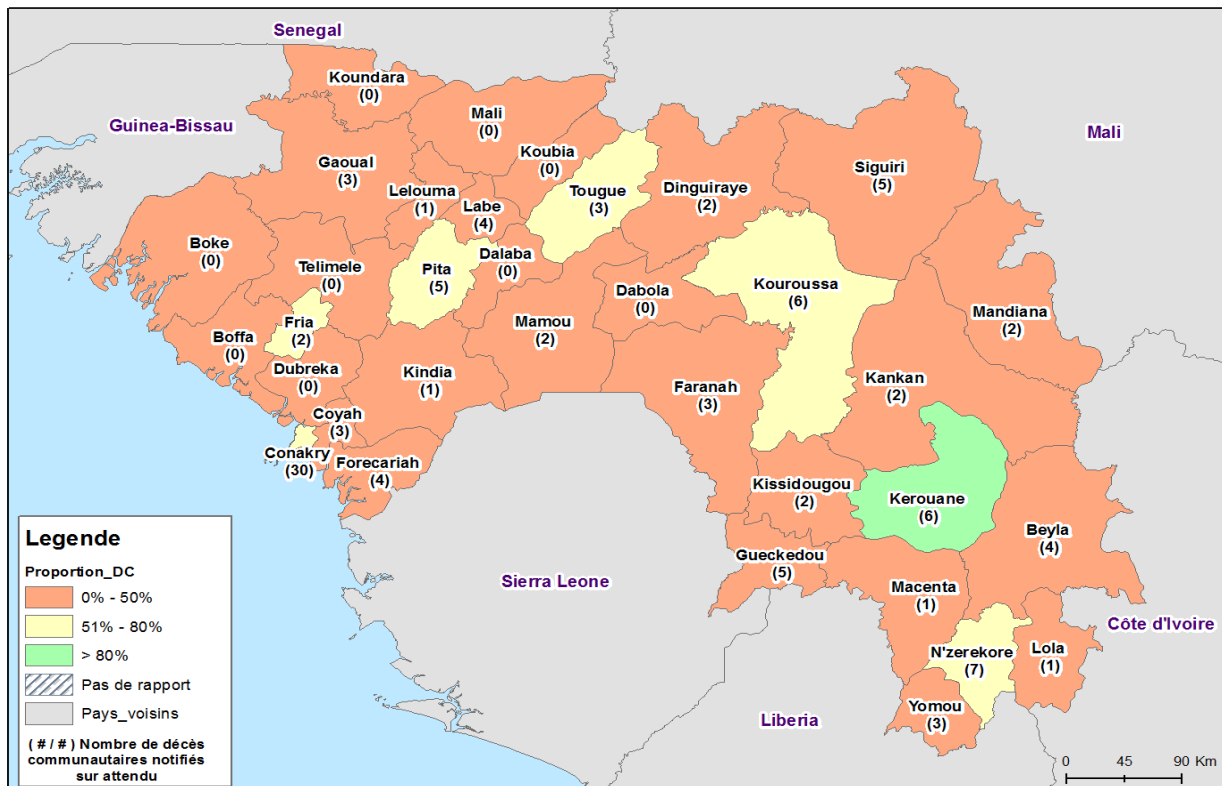 Senegal
Koundara
(0)
Mali
(0)
Guinea-Bissau
Mali
Koubia
(0)
Gaoual
(3)
Siguiri
(5)
Lelouma
(1)
Tougue
(3)
Dinguiraye
(2)
Labe
(4)
Boke
(0)
Dalaba
(0)
Telimele
(0)
Pita
(5)
Kouroussa
(6)
Dabola
(0)
Mandiana
(2)
Fria
(2)
Mamou
(2)
Boffa
(0)
Dubreka
(0)
Kindia
(1)
Kankan
(2)
Faranah
(3)
Coyah
(3)
Conakry
(30)
Forecariah
(4)
Kissidougou
(2)
Kerouane
(6)
Beyla
(4)
Gueckedou
(5)
Sierra Leone
Macenta
(1)
Côte d'Ivoire
N'zerekore
(7)
Lola
(1)
Yomou
(3)
Liberia
Legende
Proportion_DC
0% - 50%
51% - 80%
> 80%
Pas de rapport
Pays_voisins
( # / # ) Nombre de décès
communautaires notifiés
sur attendu
0 45 90 Km